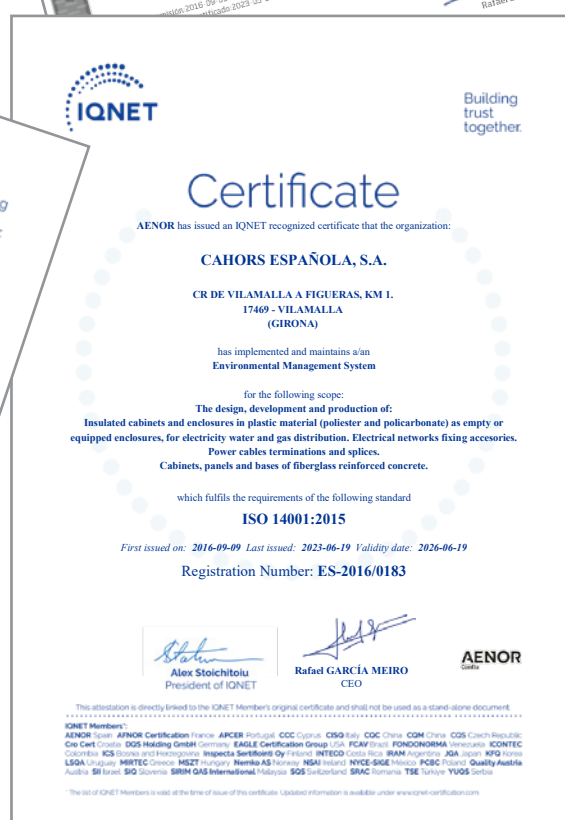 IQNET
Building
trust
together.
Certificate
AENOR has issued an IQNET recognized certificate that the organization:
CAHORS ESPAÑOLA, S.A.
CR DE VILAMALLA A FIGUERAS, KM 1.
17469 - VILAMALLA
(GIRONA)
has implemented and maintains a/an
Environmental Management System
for the following scope:
The design, development and production of:
Insulated cabinets and enclosures in plastic material (poliester and policarbonate) as empty or
equipped enclosures, for electricity water and gas distribution. Electrical networks fixing accesories.
Power cables terminations and splices.
Cabinets, panels and bases of fiberglass reinforced concrete.
which fulfils the requirements of the following standard
ISO 14001:2015
First issued on: 2016-09-09 Last issued: 2023-06-19 Validity date: 2026-06-19
Registration Number: ES-2016/0183
Alex Stoichitoiu
President of IQNET
Rafael GARCÍA MEIRO
CEO
AENOR
Confía
This attestation is directly linked to the IQNET Member's original certificate and shall not be used as a stand-alone document.
IQNET Members*:
AENOR Spain AFNOR Certification France APCER Portugal CCC Cyprus CISQ Italy CQC China CQM China CQS Czech Republic
Cro Cert Croatia DQS Holding GmbH Germany EAGLE Certification Group USA FCAV Brazil FONDONORMA Venezuela ICONTEC
Colombia ICS Bosnia and Herzegovina Inspecta Sertifiointi Oy Finland INTECO Costa Rica IRAM Argentina JQA Japan KFQ Korea
LSQA Uruguay MIRTEC Greece MSZT Hungary Nemko AS Norway NSAI Ireland NYCE-SIGE México PCBC Poland Quality Austria
Austria SII Israel SIQ Slovenia SIRIM QAS International Malaysia SQS Switzerland SRAC Romania TSE Türkiye YUQS Serbia
* The list of IQNET Members is valid at the time of issue of this certificate. Updated information is available under www.iqnet-certification.com